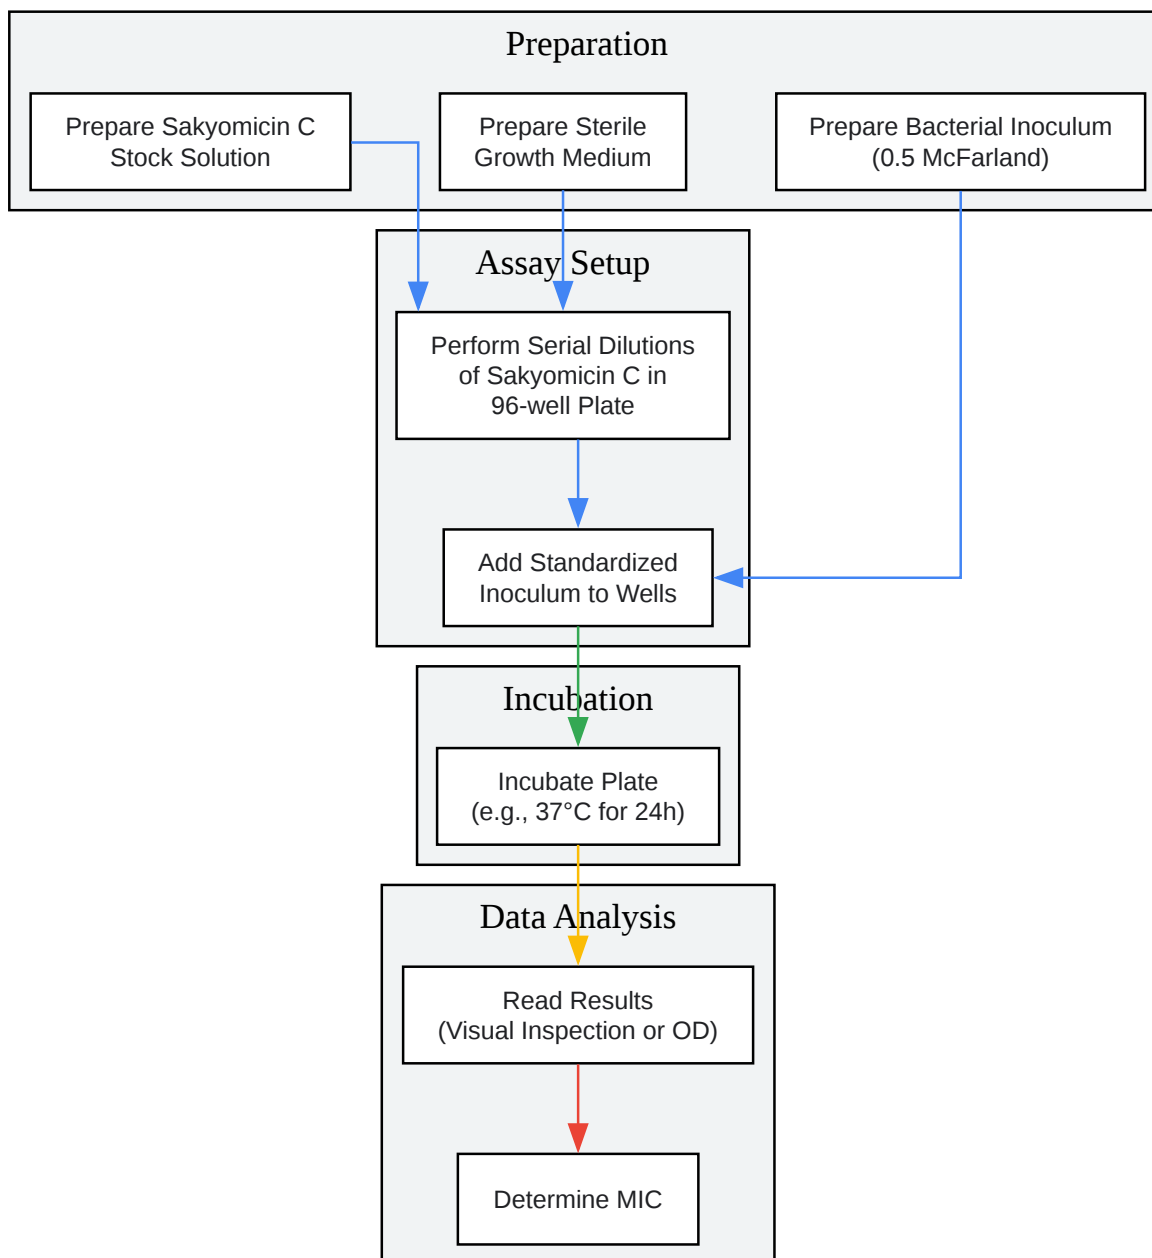 Preparation
Prepare Sakyomicin C
Stock Solution
Prepare Sterile
Growth Medium
Prepare Bacterial Inoculum
(0.5 McFarland)
Assay Setup
Perform Serial Dilutions
of Sakyomicin C in
96-well Plate
Add Standardized
Inoculum to Wells
Incubation
Incubate Plate
(e.g., 37°C for 24h)
Data Analysis
Read Results
(Visual Inspection or OD)
Determine MIC